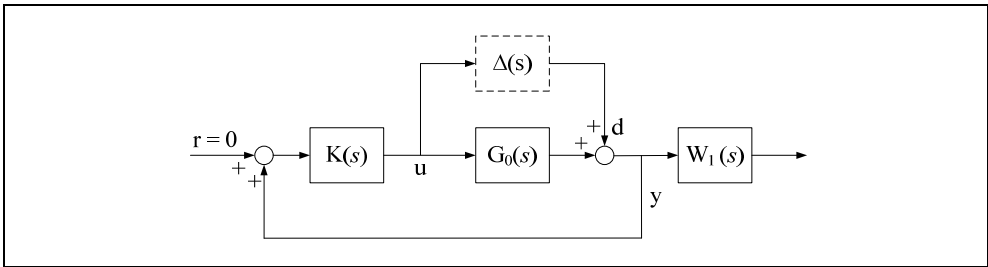 Δ(s)
+
d
r = 0
+
K(s)
G₀(s)
+
W₁(s)
+
u
y